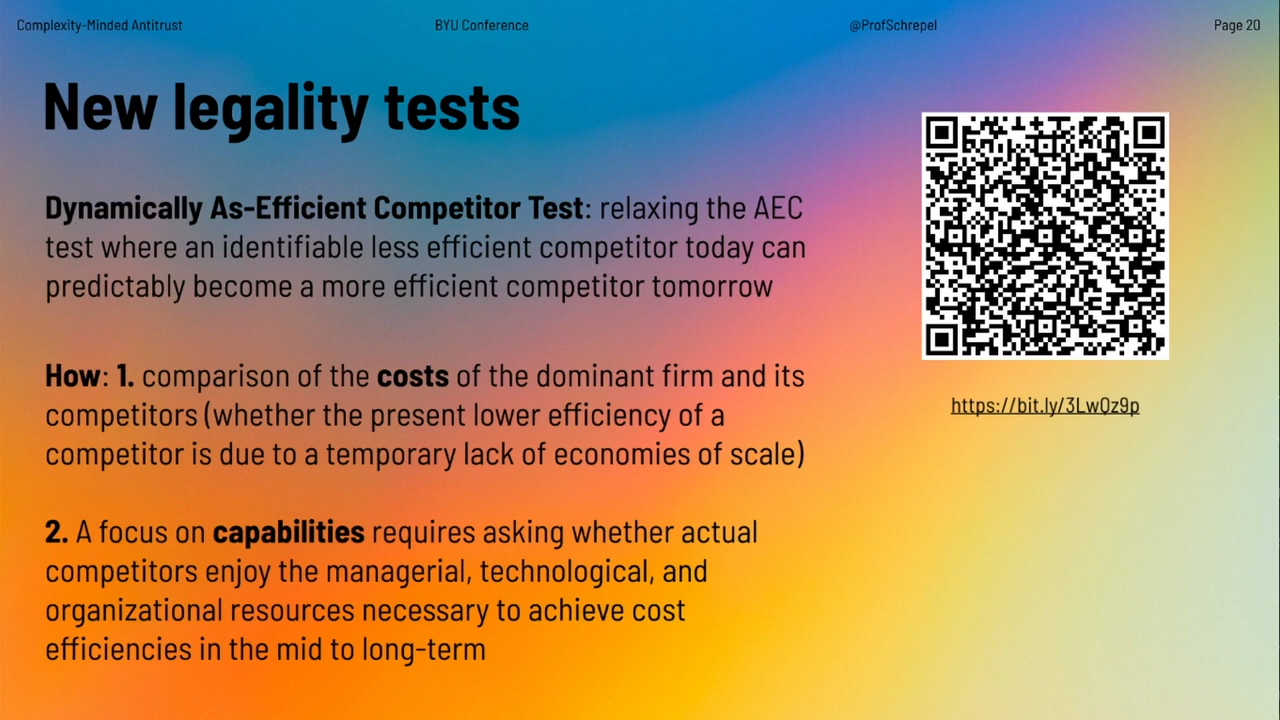 Complexity-Minded Antitrust
BYU Conference
@ProfSchrepel
Page 20
New legality tests
Dynamically As-Efficient Competitor Test: relaxing the AEC
test where an identifiable less efficient competitor today can
predictably become a more efficient competitor tomorrow
How: 1. comparison of the costs of the dominant firm and its
competitors (whether the present lower efficiency of a
competitor is due to a temporary lack of economies of scale)
2. A focus on capabilities requires asking whether actual
competitors enjoy the managerial, technological, and
organizational resources necessary to achieve cost
efficiencies in the mid to long-term
https://bit.ly/3LwQz9p